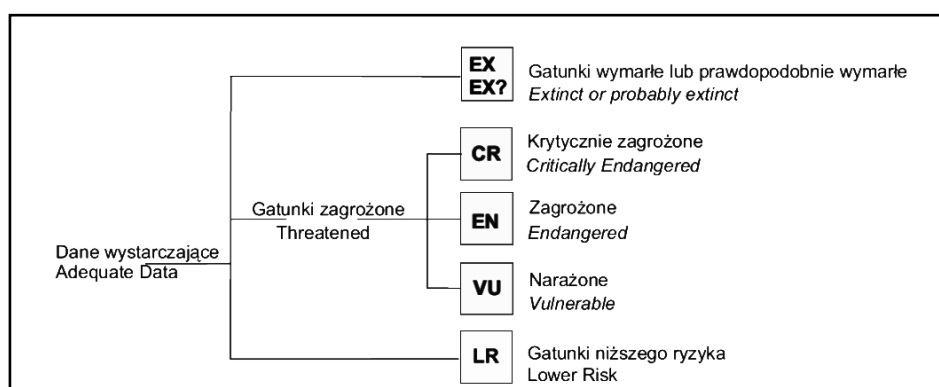 EX
EX?
Gatunki wymarłe lub prawdopodobnie wymarłe
Extinct or probably extinct
CR
Krytycznie zagrożone
Critically Endangered
Gatunki zagrożone
Threatened
EN
Zagrożone
Endangered
Dane wystarczające
Adequate Data
VU
Narażone
Vulnerable
LR
Gatunki niższego ryzyka
Lower Risk